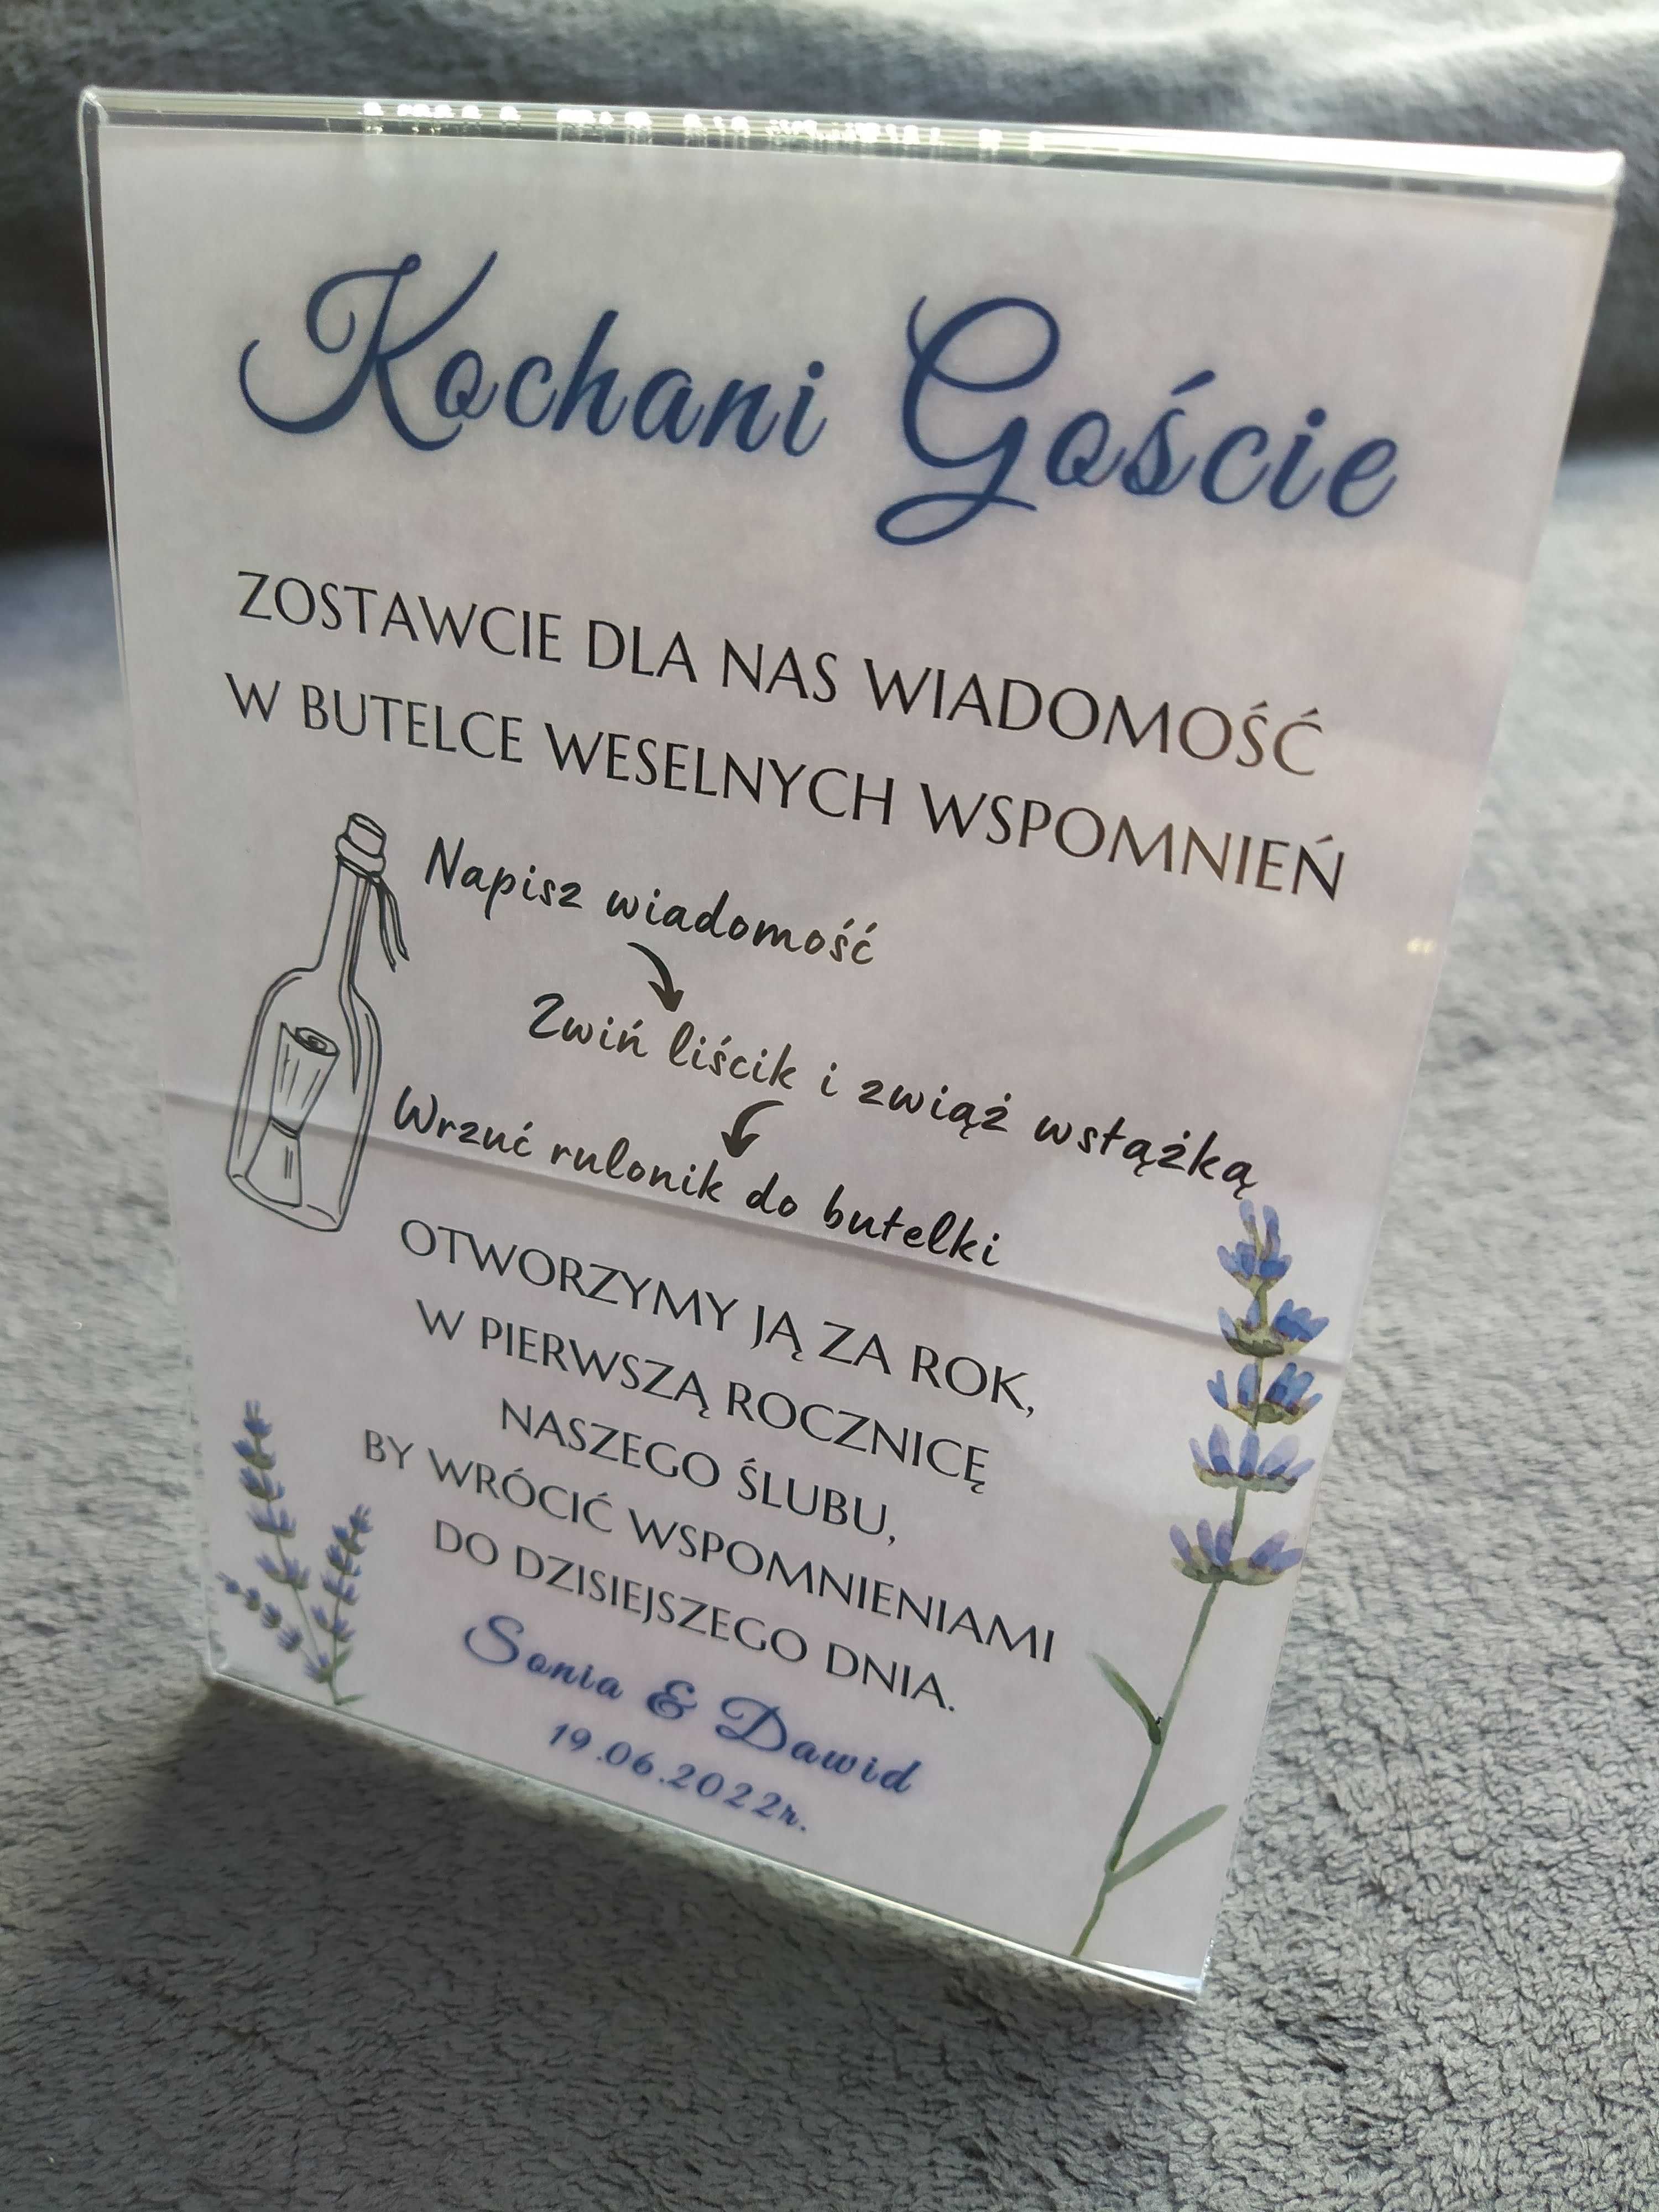 Kochani Goście
ZOSTAWCIE DLA NAS WIADOMOŚĆ
W BUTELCE WESELNYCH WSPOMNIEŃ
Napisz wiadomość
Zwiń liścik i zwiąż wstążką
Wrzuć rulonik do butelki
OTWORZYMY JĄ ZA ROK,
W PIERWSZĄ ROCZNICĘ
NASZEGO ŚLUBU,
BY WRÓCIĆ WSPOMNIENIAMI
DO DZISIEJSZEGO DNIA.
Sonia & Dawid
19.06.2022r.